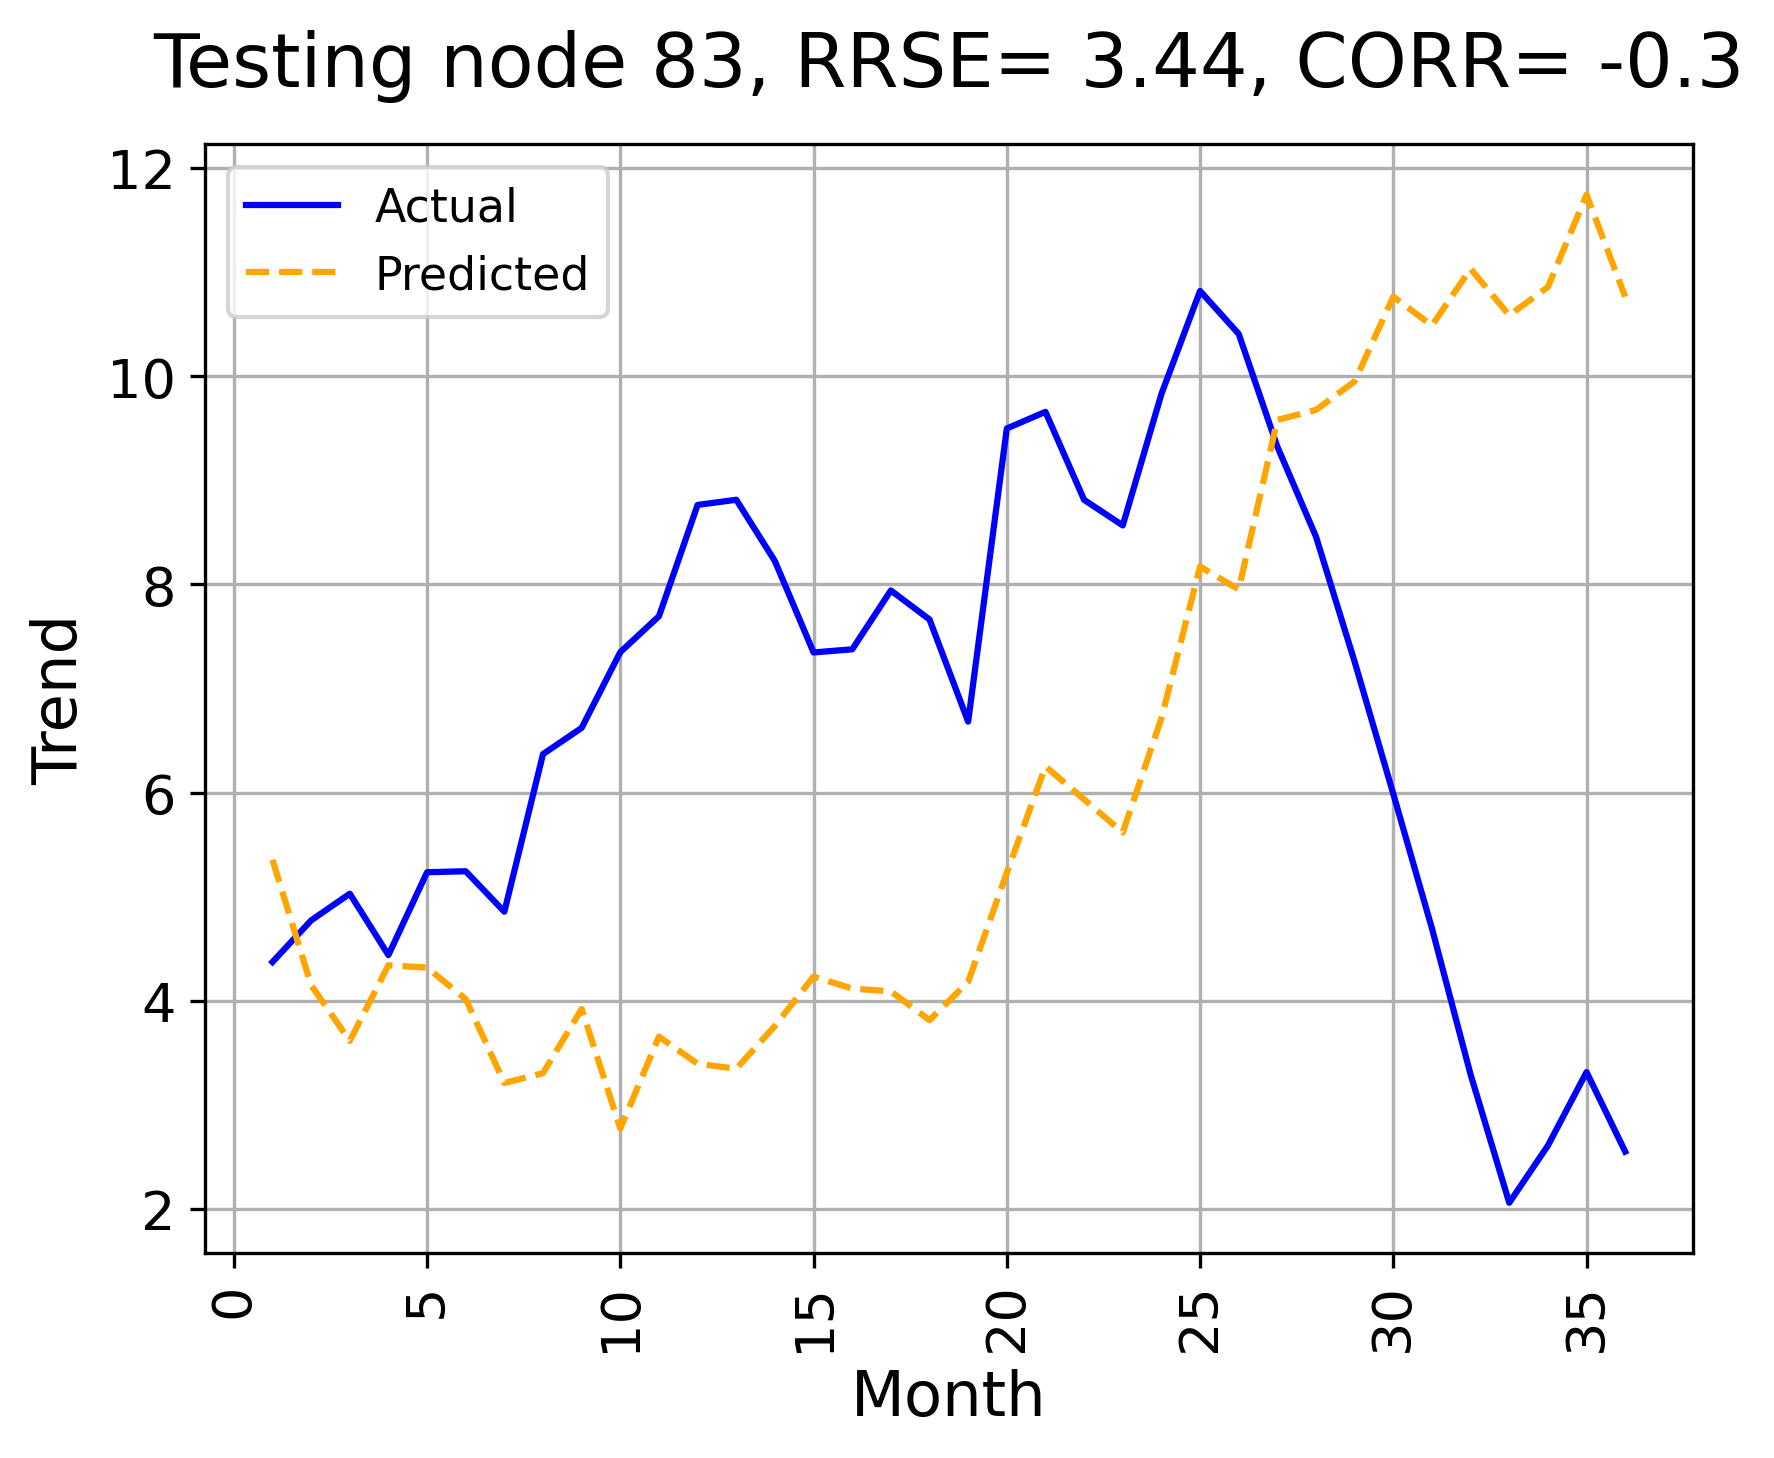 Testing node 83, RRSE= 3.44, CORR= -0.3
Actual
Predicted
12
10
8
6
4
2
Trend
0
5
10
15
20
25
30
35
Month